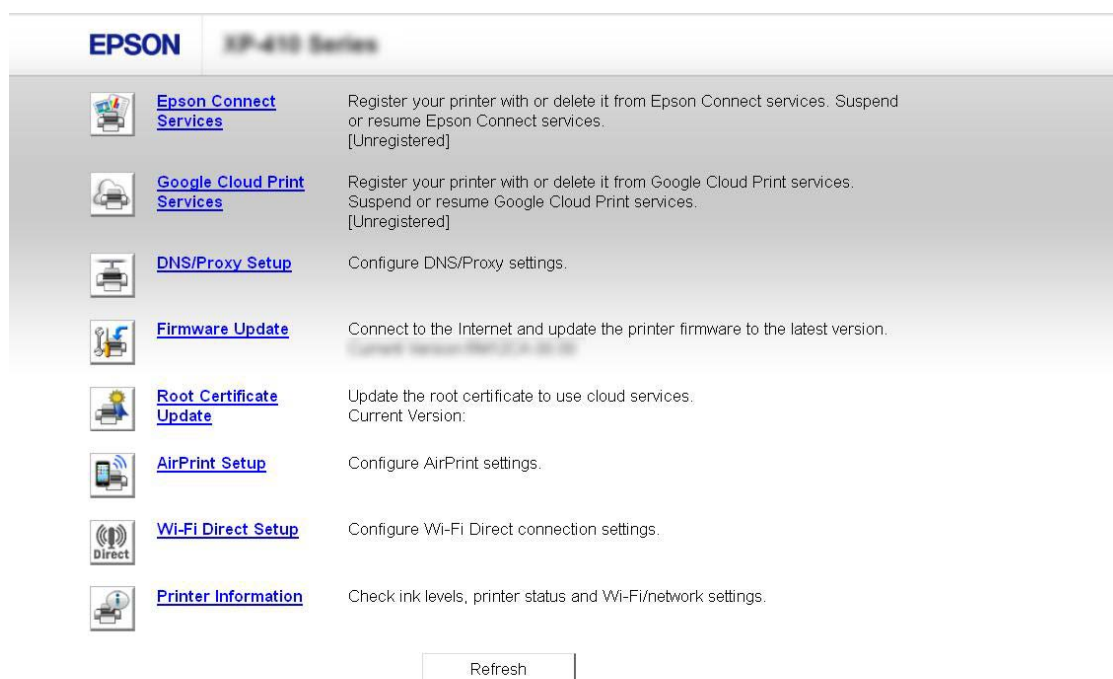 EPSON
XP-410 Series
Epson Connect
Services
Register your printer with or delete it from Epson Connect services. Suspend
or resume Epson Connect services.
[Unregistered]
Google Cloud Print
Services
Register your printer with or delete it from Google Cloud Print services.
Suspend or resume Google Cloud Print services.
[Unregistered]
DNS/Proxy Setup
Configure DNS/Proxy settings.
Firmware Update
Connect to the Internet and update the printer firmware to the latest version.
Root Certificate
Update
Update the root certificate to use cloud services.
Current Version:
AirPrint Setup
Configure AirPrint settings.
Direct
Wi-Fi Direct Setup
Configure Wi-Fi Direct connection settings.
Printer Information
Check ink levels, printer status and Wi-Fi/network settings.
Refresh